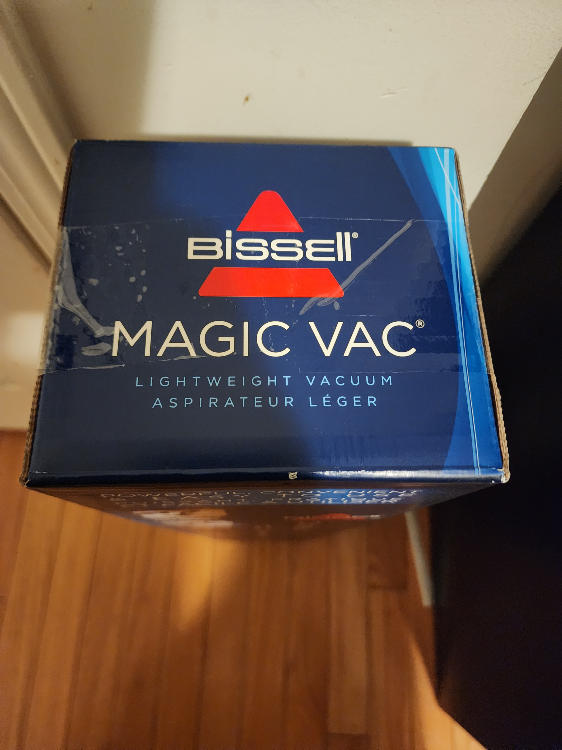 BISSELL®
MAGIC VAC®
LIGHTWEIGHT VACUUM
ASPIRATEUR LÉGER